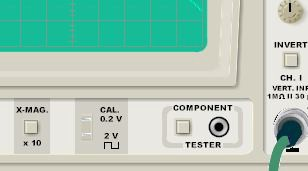 INVERT
CH. I
VERT. INP
1MΩ II 30 p
X-MAG.
x 10
CAL.
0.2 V
2 V
COMPONENT
TESTER